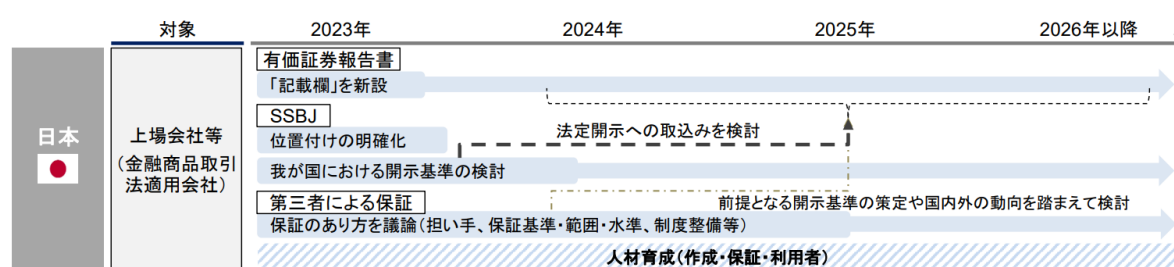 対象 2023年 2024年 2025年 2026年以降
有価証券報告書
「記載欄」を新設
SSBJ
日本
上場会社等
(金融商品取引
法適用会社)
位置付けの明確化
法定開示への取込みを検討
我が国における開示基準の検討
第三者による保証
前提となる開示基準の策定や国内外の動向を踏まえて検討
保証のあり方を議論(担い手、保証基準・範囲・水準、制度整備等)
人材育成(作成・保証・利用者)